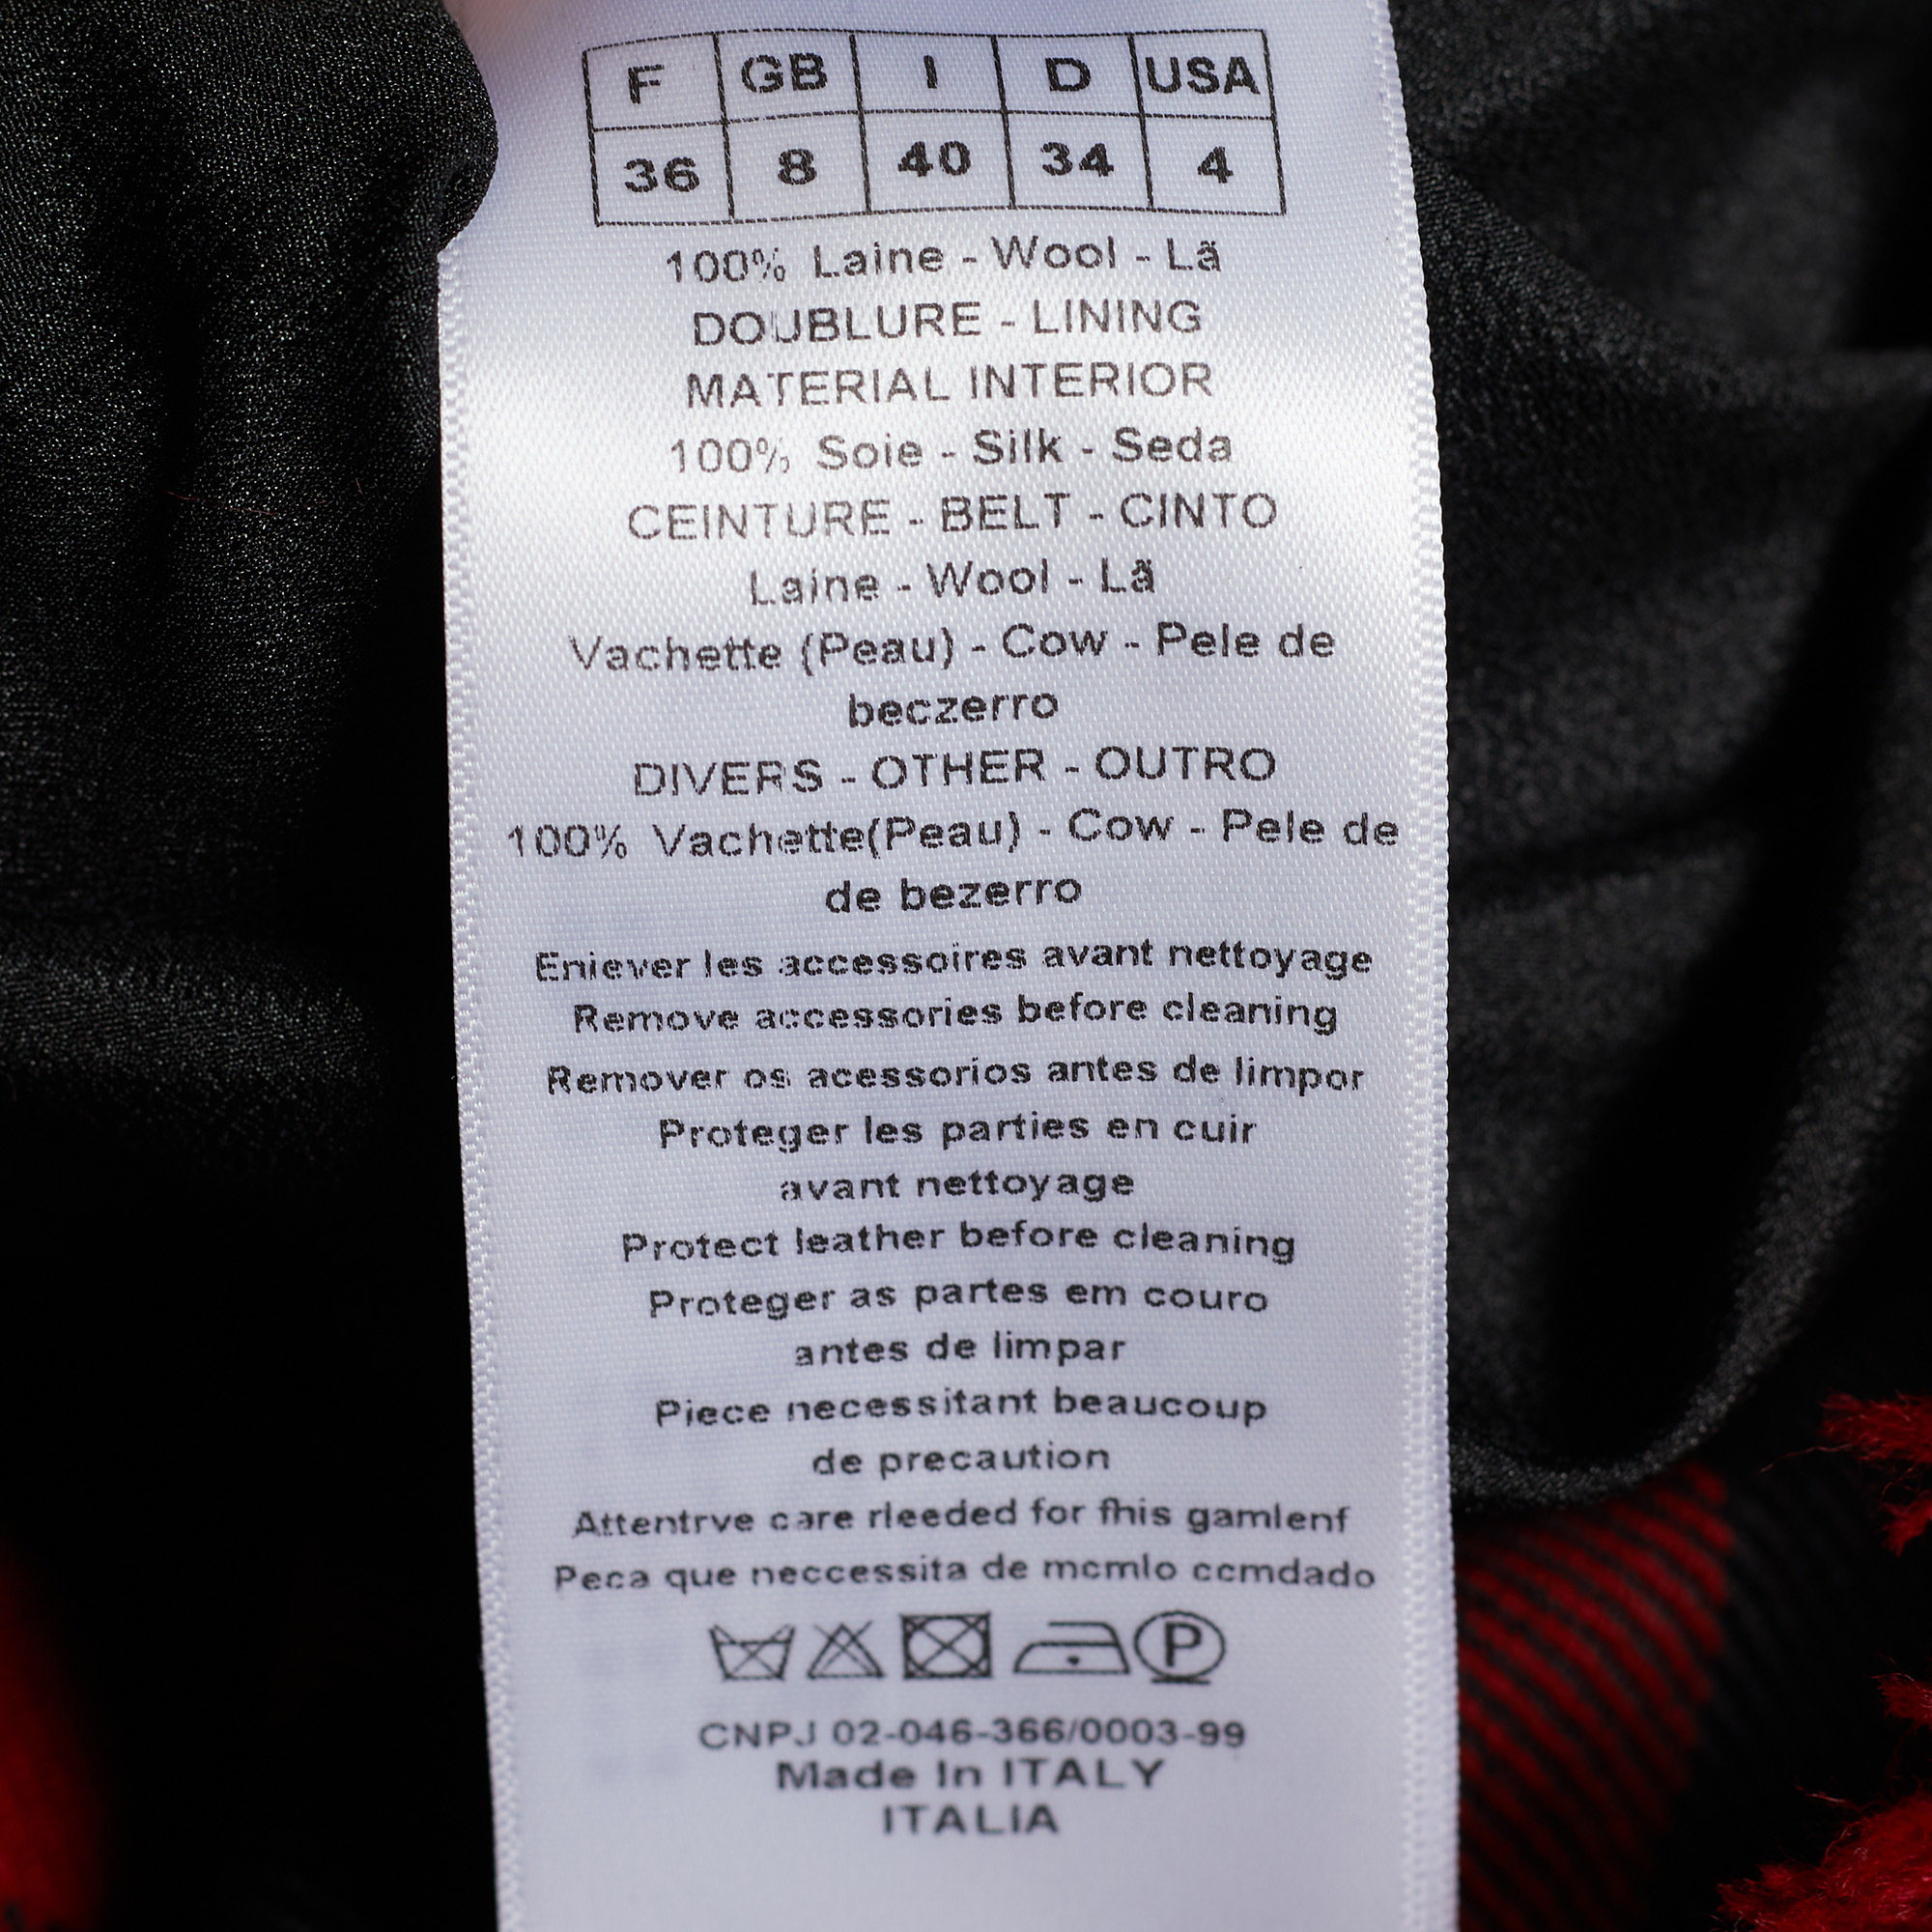 F GB I D USA
36 8 40 34 4
100% Laine - Wool - Lã
DOUBLURE - LINING
MATERIAL INTERIOR
100% Soie - Silk - Seda
CEINTURE - BELT - CINTO
Laine - Wool - Lã
Vachette (Peau) - Cow - Pele de
beczerro
DIVERS - OTHER - OUTRO
100% Vachette(Peau) - Cow - Pele de
de bezerro
Eniever les accessoires avant nettoyage
Remove accessories before cleaning
Remover os acessorios antes de limpor
Proteger les parties en cuir
avant nettoyage
Protect leather before cleaning
Proteger as partes em couro
antes de limpar
Piece necessitant beaucoup
de precaution
Attentrve care rleeded for fhis gamlenf
Peca que neccessita de mcmlo ccmdado
P
CNPJ 02-046-366/0003-99
Made In ITALY
ITALIA